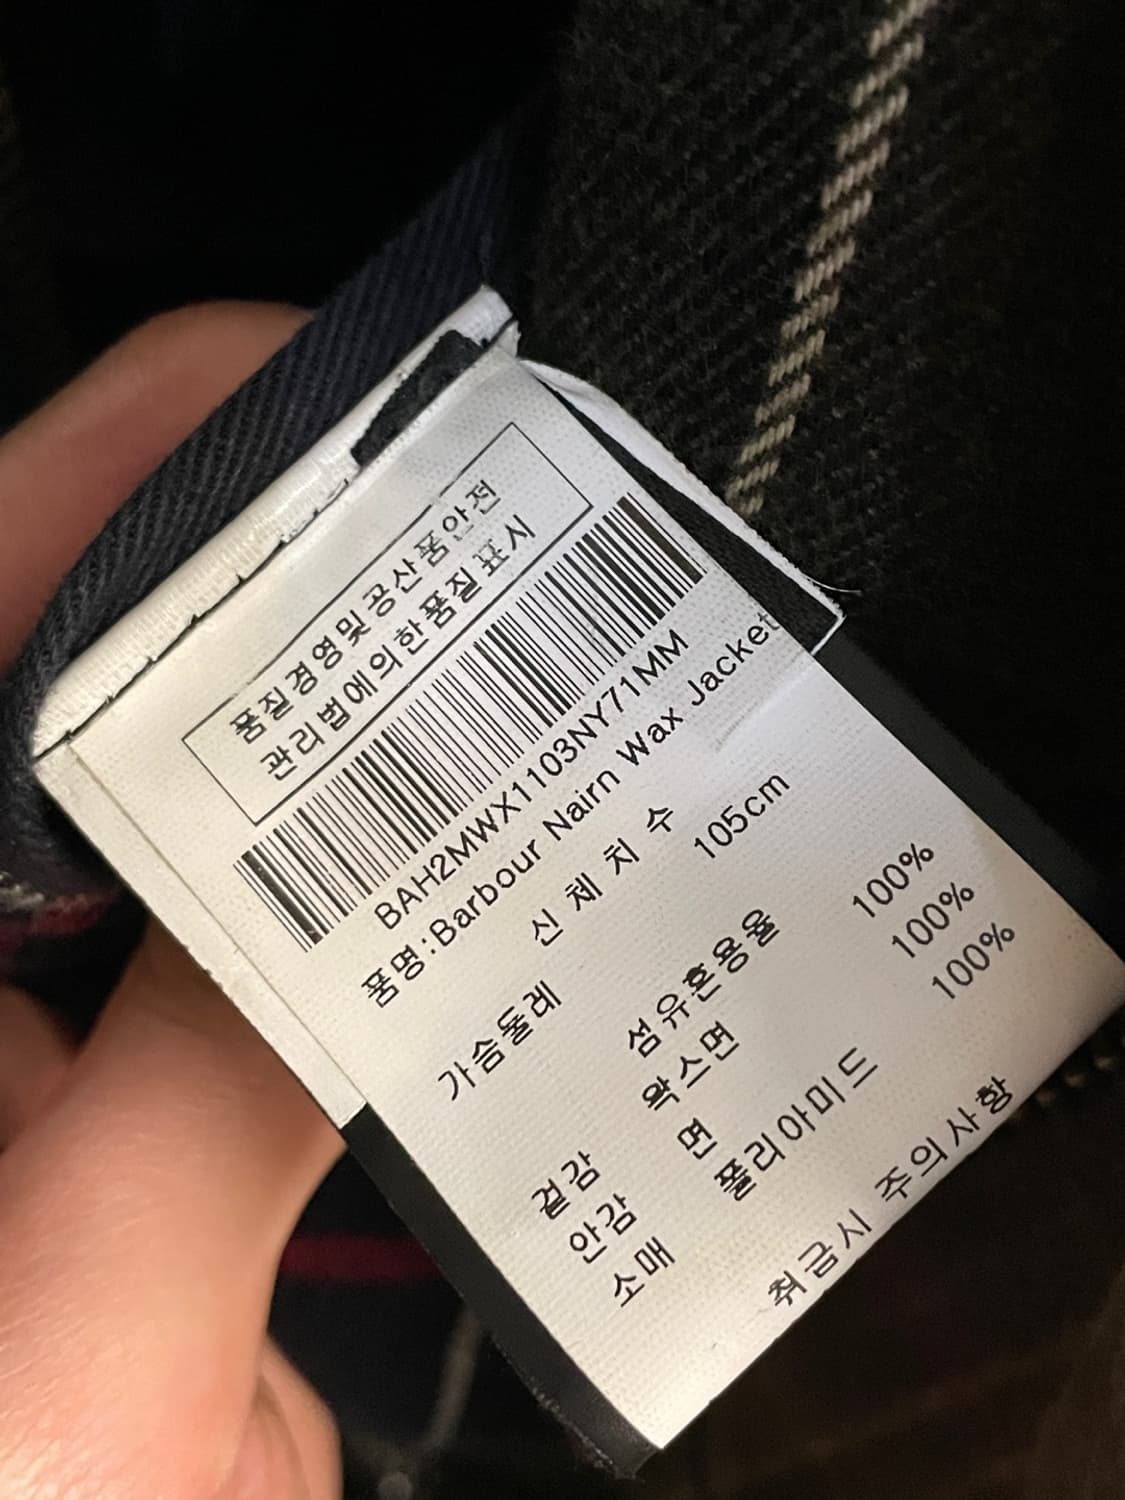 품질경영및공산품안전
관리법에의한품질표시
BAH2MWX1103NY71MM
품명:Barbour Nairn Wax Jacket
신 체 치 수
가슴둘레 105cm
섬유혼용율
겉감 왁스면 100%
안감 면 100%
소매 폴리아미드 100%
취급시 주의사항